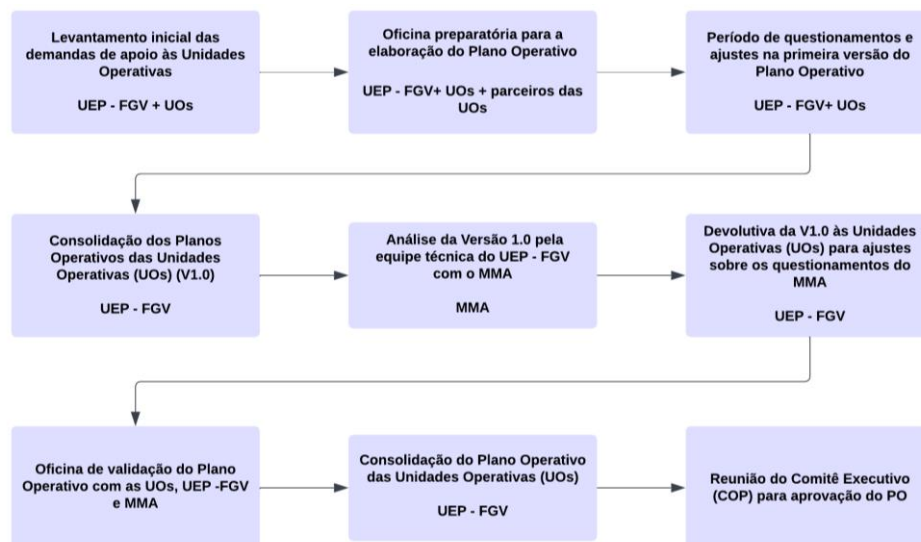 Levantamento inicial das
demandas de apoio às Unidades
Operativas
UEP - FGV + UOs
Oficina preparatória para a
elaboração do Plano Operativo
UEP - FGV+ UOs + parceiros das
UOs
Período de questionamentos e
ajustes na primeira versão do
Plano Operativo
UEP - FGV+ UOs
Consolidação dos Planos
Operativos das Unidades
Operativas (UOs) (V1.0)
UEP - FGV
Análise da Versão 1.0 pela
equipe técnica do UEP - FGV
com o MMA
MMA
Devolutiva da V1.0 às Unidades
Operativas (UOs) para ajustes
sobre os questionamentos do
MMA
UEP - FGV
Oficina de validação do Plano
Operativo com as UOs, UEP -FGV
e MMA
Consolidação do Plano Operativo
das Unidades Operativas (UOs)
UEP - FGV
Reunião do Comitê Executivo
(COP) para aprovação do PO